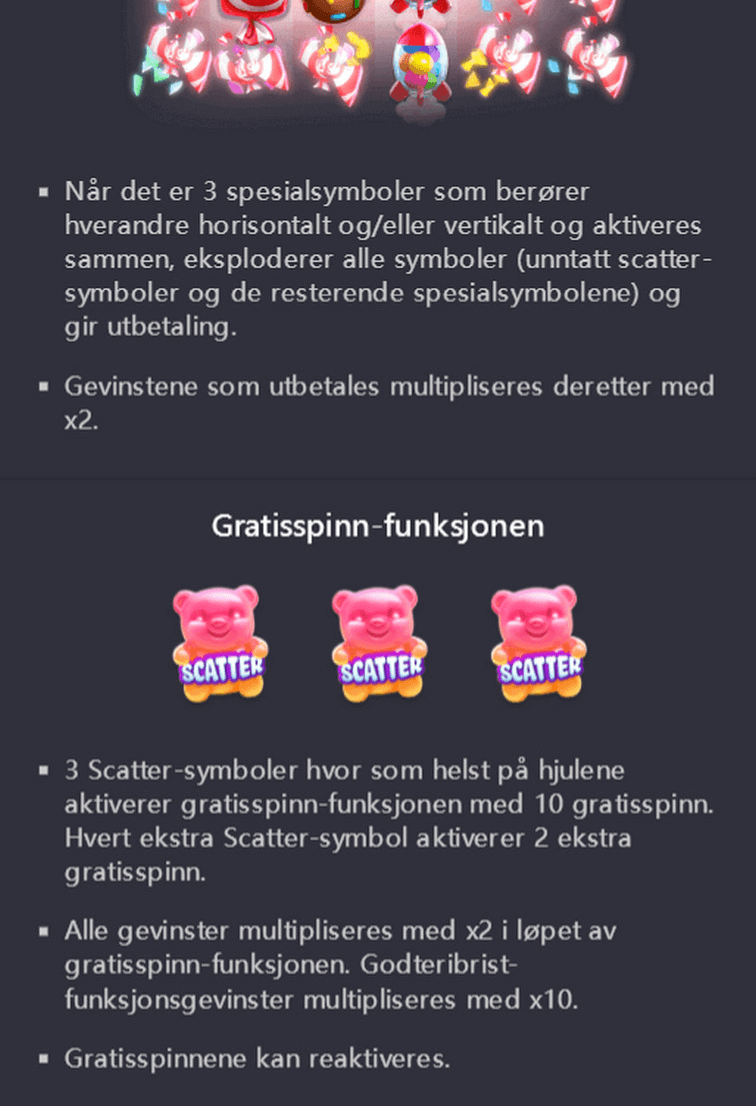 ▪ Når det er 3 spesialsymboler som berører
hverandre horisontalt og/eller vertikalt og aktiveres
sammen, eksploderer alle symboler (unntatt scatter-
symboler og de resterende spesialsymbolene) og
gir utbetaling.
▪ Gevinstene som utbetales multipliseres deretter med
x2.
Gratisspinn-funksjonen
SCATTER SCATTER SCATTER
▪ 3 Scatter-symboler hvor som helst på hjulene
aktiverer gratisspinn-funksjonen med 10 gratisspinn.
Hvert ekstra Scatter-symbol aktiverer 2 ekstra
gratisspinn.
▪ Alle gevinster multipliseres med x2 i løpet av
gratisspinn-funksjonen. Godteribrist-
funksjonsgevinster multipliseres med x10.
▪ Gratisspinnene kan reaktiveres.